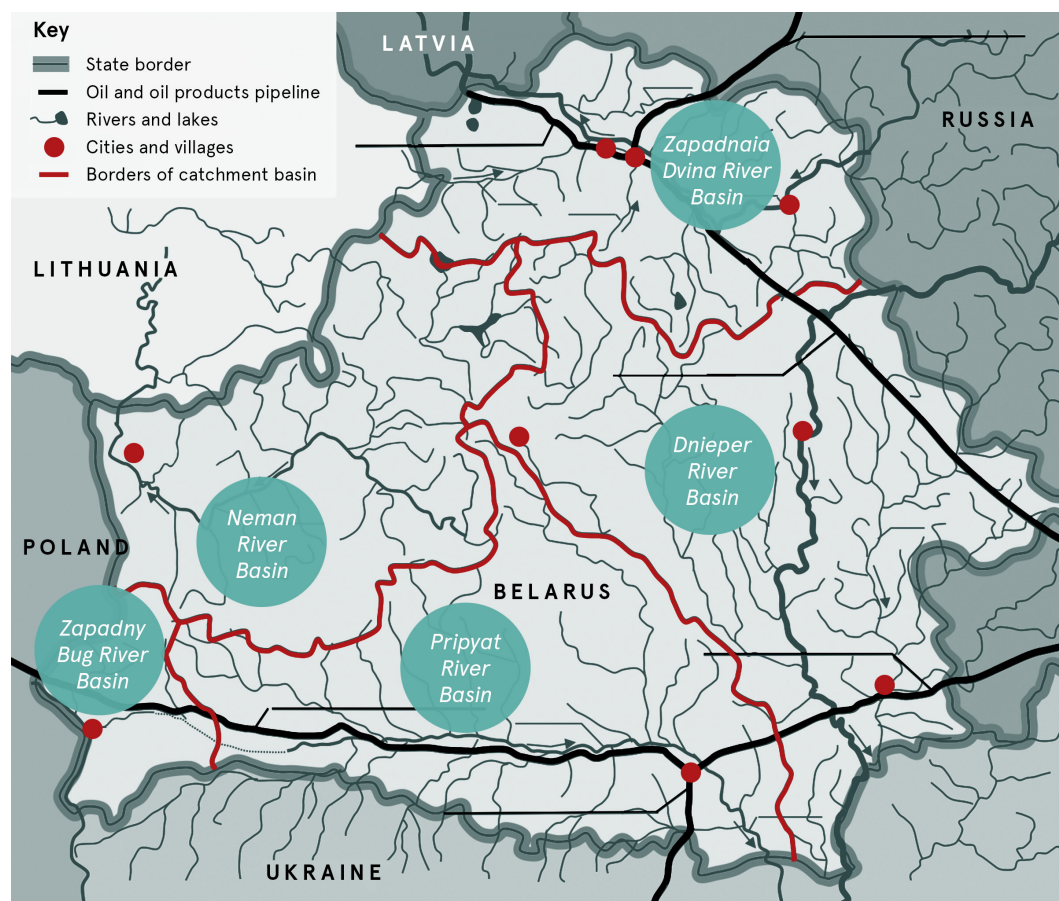 Key
State border
Oil and oil products pipeline
Rivers and lakes
Cities and villages
Borders of catchment basin
LATVIA
RUSSIA
Zapadnaia
Dvina River
Basin
LITHUANIA
Dnieper
River
Basin
Neman
River
Basin
POLAND
BELARUS
Zapadny
Bug River
Basin
Pripyat
River
Basin
UKRAINE